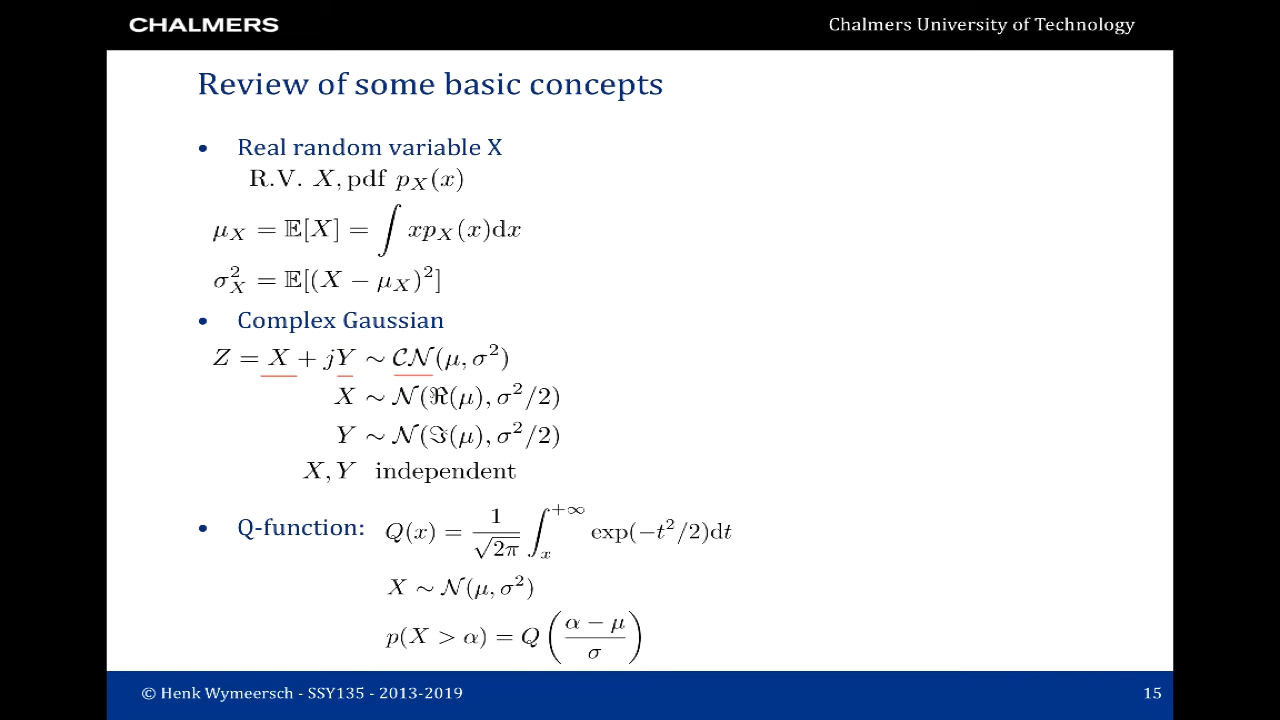 CHALMERS
Chalmers University of Technology
Review of some basic concepts
• Real random variable X
R.V. X, pdf p_X(x)
μ_X = 𝔼[X] = ∫ x p_X(x)dx
σ_X^2 = 𝔼[(X − μ_X)^2]
• Complex Gaussian
Z = X + jY ∼ 𝒞𝒩(μ, σ^2)
X ∼ 𝒩(ℜ(μ), σ^2/2)
Y ∼ 𝒩(ℑ(μ), σ^2/2)
X, Y independent
• Q-function: Q(x) = 1/√(2π) ∫_x^{+∞} exp(−t^2/2)dt
X ∼ 𝒩(μ, σ^2)
p(X > α) = Q((α − μ)/σ)
© Henk Wymeersch - SSY135 - 2013-2019
15